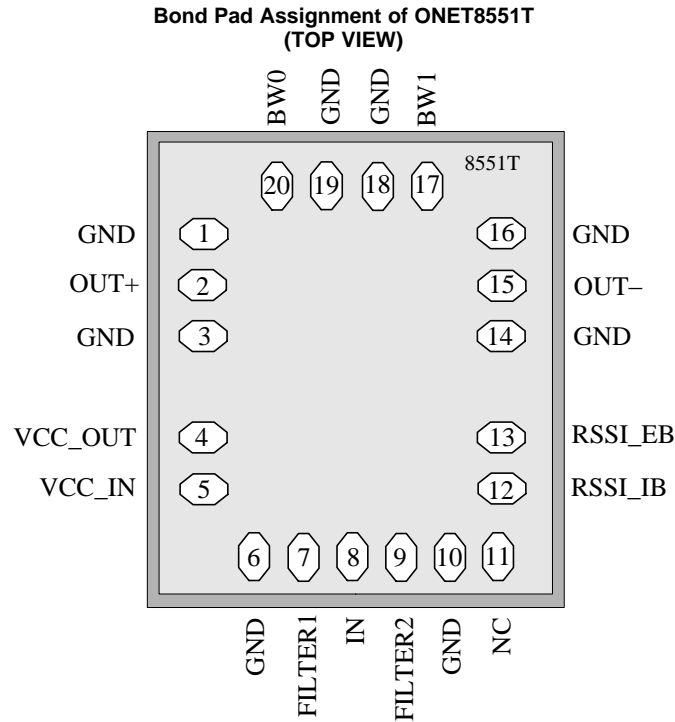 Bond Pad Assignment of ONET8551T
(TOP VIEW)
BW0 GND GND BW1
8551T
20 19 18 17
GND 1 16 GND
OUT+ 2 15 OUT−
GND 3 14 GND
VCC_OUT 4 13 RSSI_EB
VCC_IN 5 12 RSSI_IB
6 7 8 9 10 11
GND FILTER1 IN FILTER2 GND NC